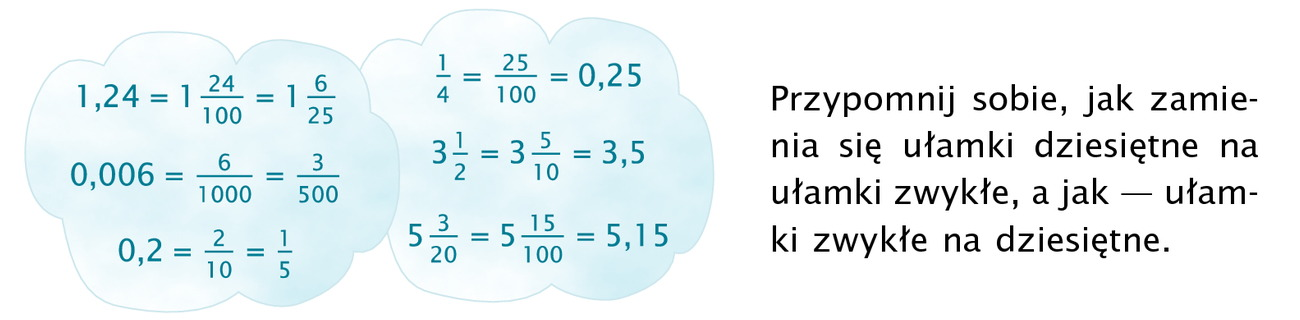 1,24 = 1 24/100 = 1 6/25
0,006 = 6/1000 = 3/500
0,2 = 2/10 = 1/5
1/4 = 25/100 = 0,25
3 1/2 = 3 5/10 = 3,5
5 3/20 = 5 15/100 = 5,15
Przypomnij sobie, jak zamie-
nia się ułamki dziesiętne na
ułamki zwykłe, a jak — ułam-
ki zwykłe na dziesiętne.